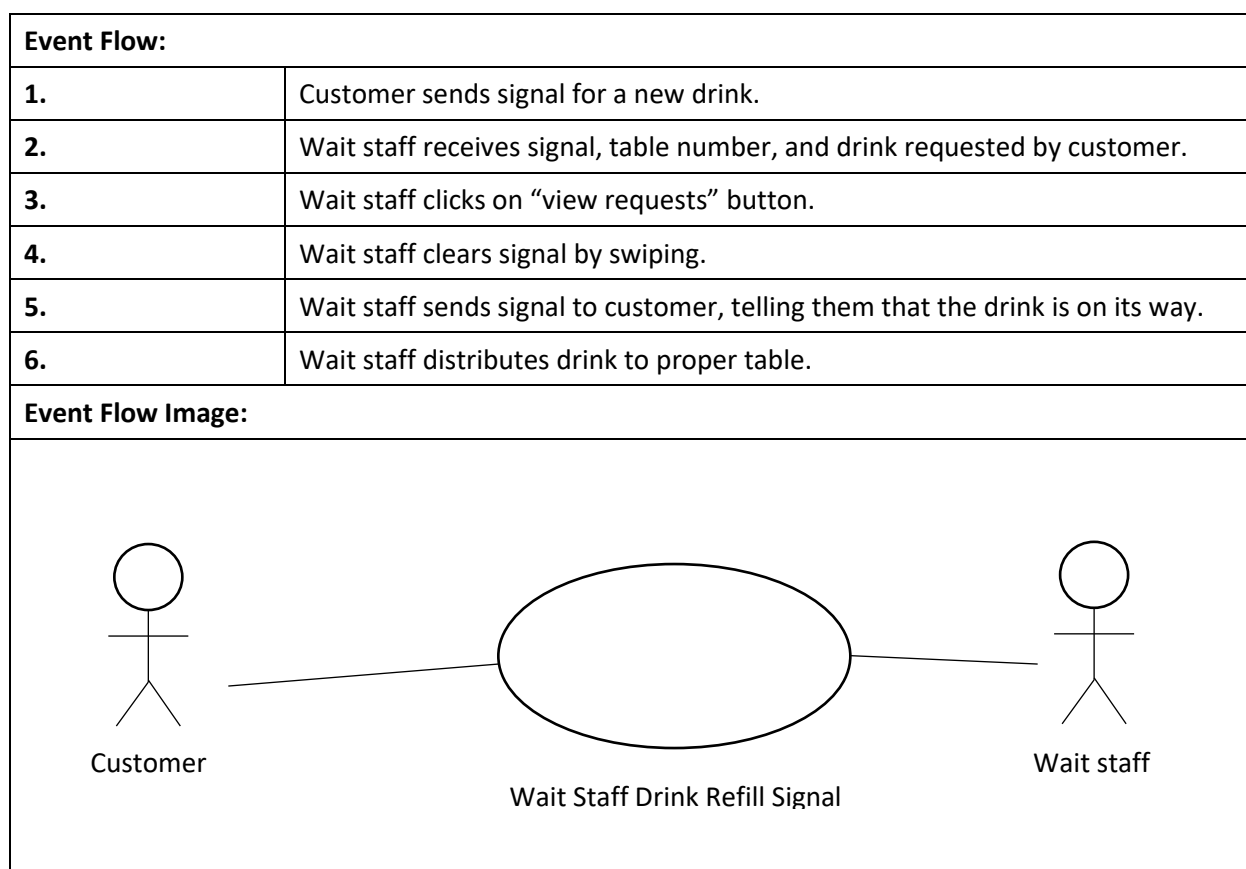 Event Flow:
1. Customer sends signal for a new drink.
2. Wait staff receives signal, table number, and drink requested by customer.
3. Wait staff clicks on “view requests” button.
4. Wait staff clears signal by swiping.
5. Wait staff sends signal to customer, telling them that the drink is on its way.
6. Wait staff distributes drink to proper table.
Event Flow Image:
Customer
Wait staff
Wait Staff Drink Refill Signal